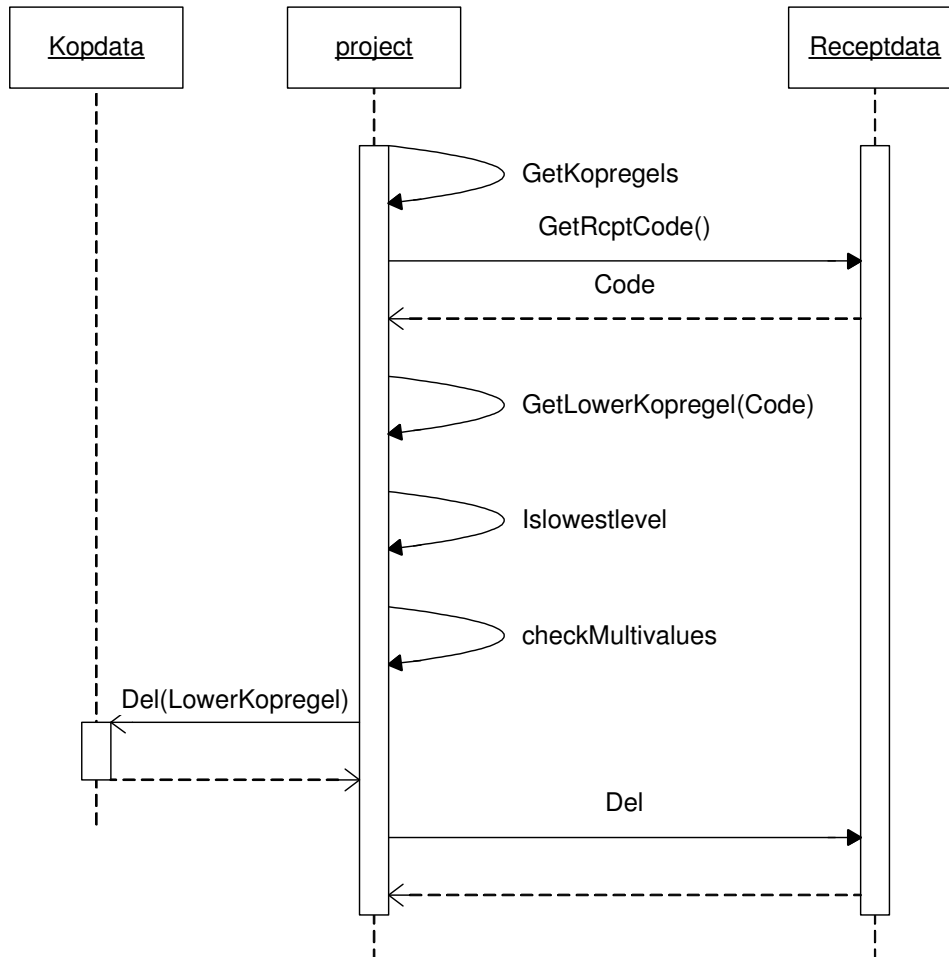 Kopdata
project
Receptdata
GetKopregels
GetRcptCode()
Code
GetLowerKopregel(Code)
Islowestlevel
checkMultivalues
Del(LowerKopregel)
Del